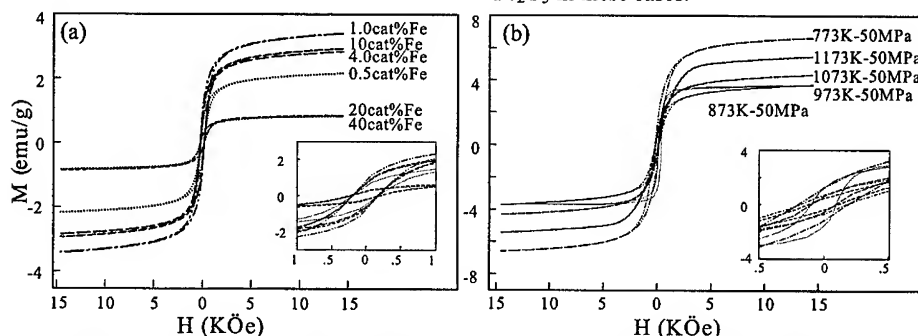 (a)
1.0cat%Fe
10cat%Fe
4.0cat%Fe
0.5cat%Fe
20cat%Fe
40cat%Fe
M (emu/g)
4
2
0
-2
-4
2
0
-2
1 .5 0 .5 1
15 10 5 0 5 10 15
H (KÖe)
(b)
773K-50MPa
1173K-50MPa
1073K-50MPa
973K-50MPa
873K-50MPa
8
4
0
-4
-8
4
0
-4
.5 0 .5
15 10 5 0 5 10 15
H (KÖe)